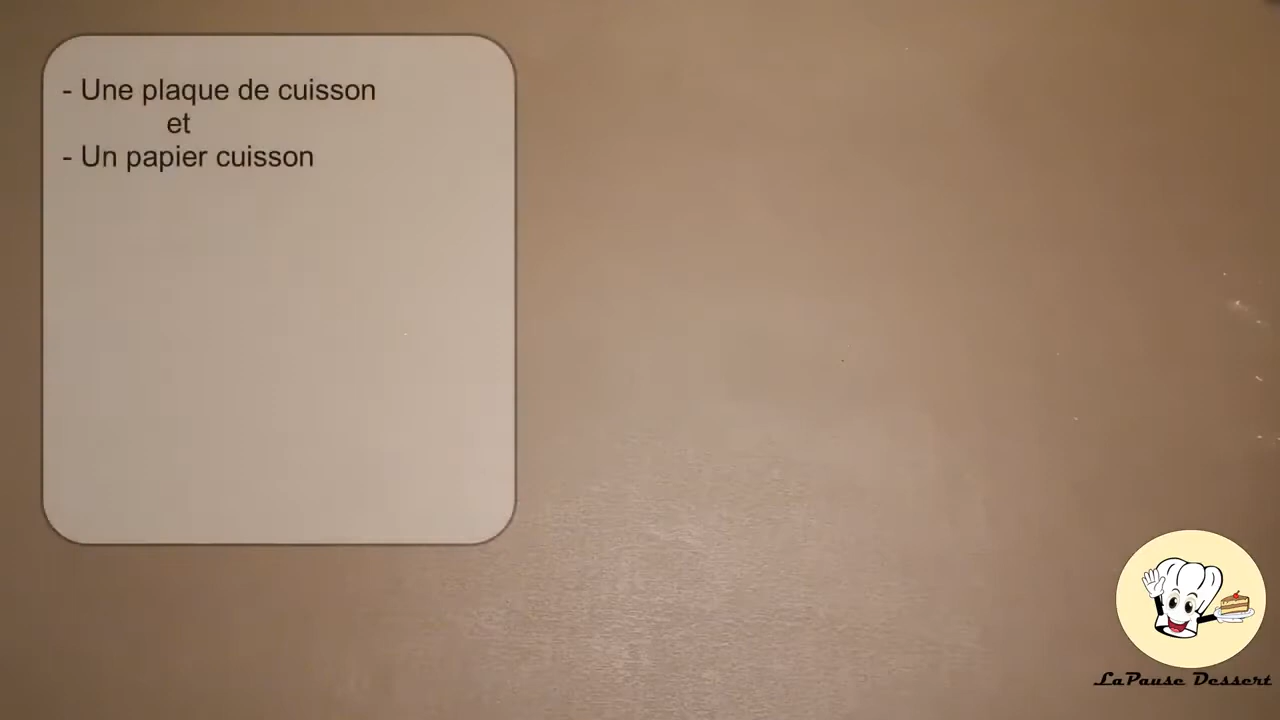 - Une plaque de cuisson
et
- Un papier cuisson
LaPause Dessert